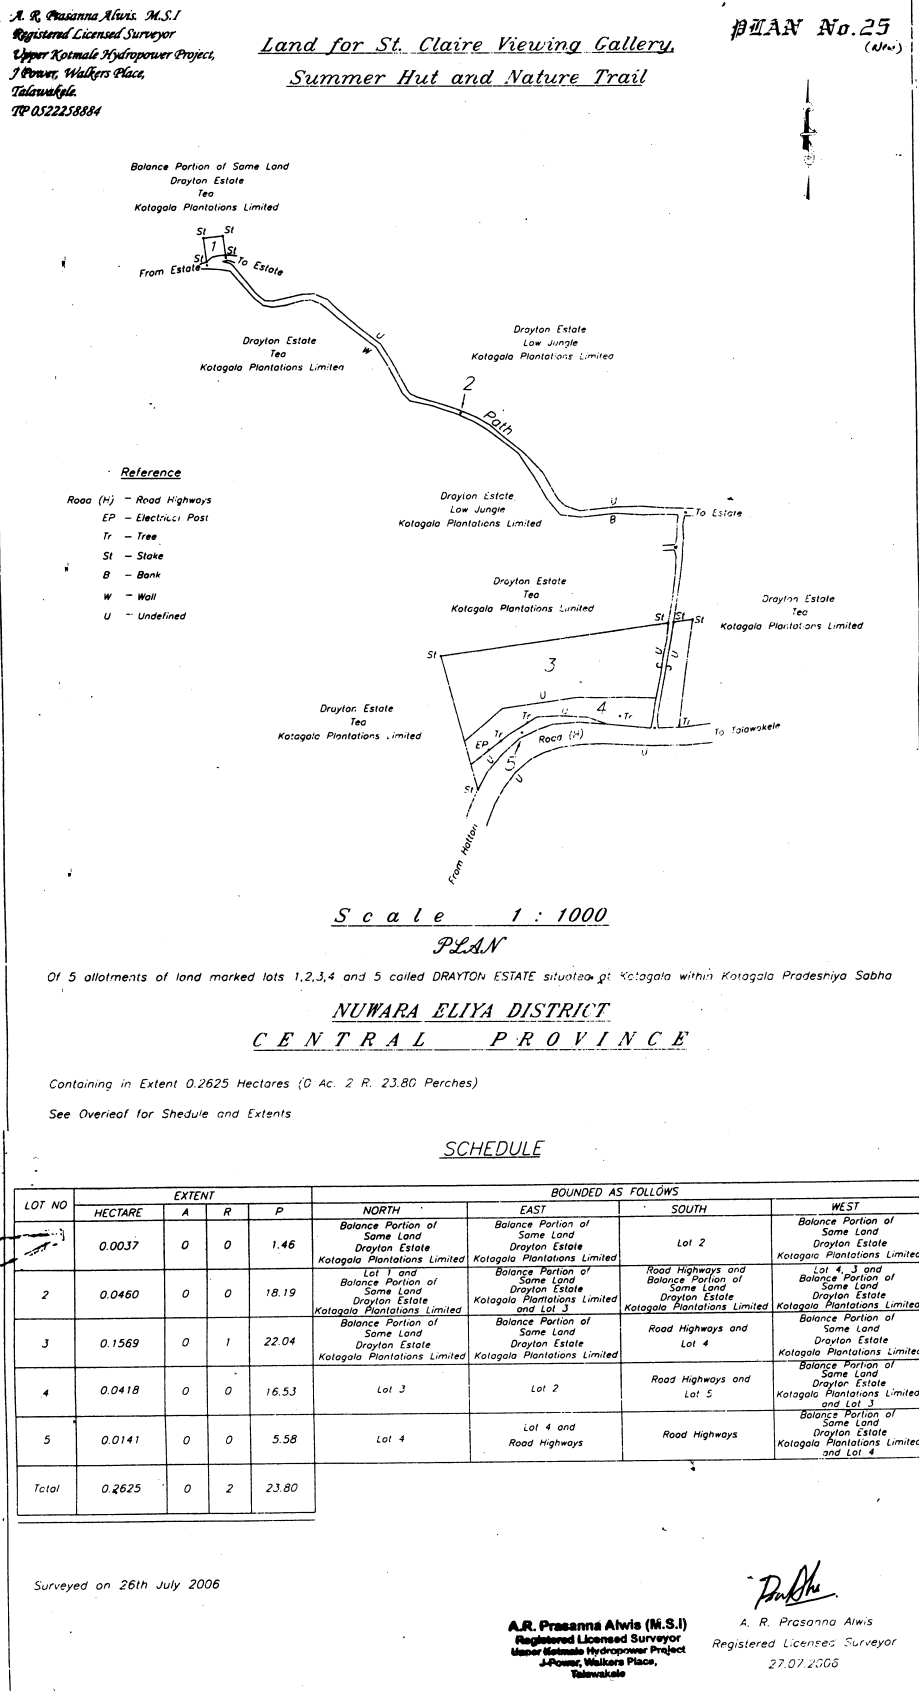 A. R. Prasanna Alwis. M.S.I
Registered Licensed Surveyor
Upper Kotmale Hydropower Project,
J Power, Walkers Place,
Talawakele.
TP 0522258884
Land for St. Claire Viewing Gallery,
Summer Hut and Nature Trail
PLAN No. 25
(New)
Balance Portion of Same Land
Drayton Estate
Tea
Kotagala Plantations Limited
St St
1
St St
From Estate
To Estate
Drayton Estate
Tea
Kotagala Plantations Limited
U
W
Drayton Estate
Low Jungle
Kotagala Plantations Limited
2
Path
Reference
Road (H) – Road Highways
EP – Electrical Post
Tr – Tree
St – Stake
B – Bank
W – Wall
U – Undefined
Drayton Estate
Low Jungle
Kotagala Plantations Limited
U
B
To Estate
Drayton Estate
Tea
Kotagala Plantations Limited
Drayton Estate
Tea
Kotagala Plantations Limited
St St St
St
3
U
U
Drayton Estate
Tea
Kotagala Plantations Limited
U
4
Tr U Tr Tr
Tr
EP
Road (H)
To Talawakele
U 5
U
U
St
From Hatton
Scale 1 : 1000
PLAN
Of 5 allotments of land marked lots 1,2,3,4 and 5 called DRAYTON ESTATE situated at Kotagala within Kotagala Pradeshiya Sabha
NUWARA ELIYA DISTRICT
CENTRAL PROVINCE
Containing in Extent 0.2625 Hectares (0 Ac. 2 R. 23.80 Perches)
See Overleaf for Shedule and Extents
SCHEDULE
LOT NO EXTENT BOUNDED AS FOLLOWS
HECTARE A R P NORTH EAST SOUTH WEST
0.0037 0 0 1.46
Balance Portion of
Same Land
Drayton Estate
Kotagala Plantations Limited
Balance Portion of
Same Land
Drayton Estate
Kotagala Plantations Limited
Lot 2
Balance Portion of
Same Land
Drayton Estate
Kotagala Plantations Limited
2 0.0460 0 0 18.19
Lot 1 and
Balance Portion of
Same Land
Drayton Estate
Kotagala Plantations Limited
Balance Portion of
Same Land
Drayton Estate
Kotagala Plantations Limited
and Lot 3
Road Highways and
Balance Portion of
Same Land
Drayton Estate
Kotagala Plantations Limited
Lot 4, 3 and
Balance Portion of
Same Land
Drayton Estate
Kotagala Plantations Limited
3 0.1569 0 1 22.04
Balance Portion of
Same Land
Drayton Estate
Kotagala Plantations Limited
Balance Portion of
Same Land
Drayton Estate
Kotagala Plantations Limited
Road Highways and
Lot 4
Balance Portion of
Same Land
Drayton Estate
Kotagala Plantations Limited
4 0.0418 0 0 16.53
Lot 3
Lot 2
Road Highways and
Lot 5
Balance Portion of
Same Land
Drayton Estate
Kotagala Plantations Limited
and Lot 3
5 0.0141 0 0 5.58
Lot 4
Lot 4 and
Road Highways
Road Highways
Balance Portion of
Same Land
Drayton Estate
Kotagala Plantations Limited
and Lot 4
Total 0.2625 0 2 23.80
Surveyed on 26th July 2006
A.R. Prasanna Alwis (M.S.I)
Registered Licensed Surveyor
Upper Kotmale Hydropower Project
J-Power, Walkers Place,
Talawakele
A. R. Prasanna Alwis
Registered Licensed Surveyor
27.07.2006